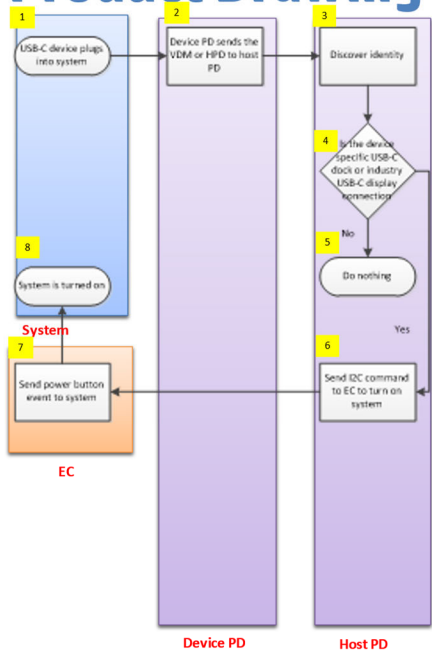 Product Draining
1
2
3
USB-C device plugs
into system
Device PD sends the
VDM or HPD to host
PD
Discover identity
4
Is the device
specific USB-C
dock or industry
USB-C display
connection
No
5
Do nothing
8
System is turned on
System
Yes
6
7
Send I2C command
to EC to turn on
system
Send power button
event to system
EC
Device PD
Host PD